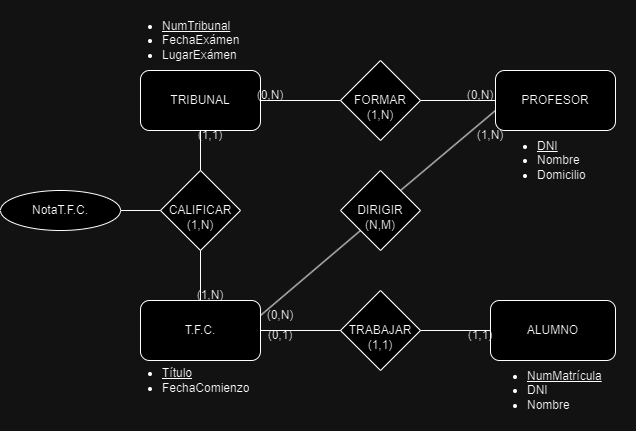 NumTribunal
FechaExámen
LugarExámen
TRIBUNAL
(0,N)
FORMAR
(1,N)
(0,N)
PROFESOR
(1,1)
(1,N)
DNI
Nombre
Domicilio
NotaT.F.C.
CALIFICAR
(1,N)
DIRIGIR
(N,M)
(1,N)
(0,N)
T.F.C.
(0,1)
TRABAJAR
(1,1)
(1,1)
ALUMNO
Título
FechaComienzo
NumMatrícula
DNI
Nombre